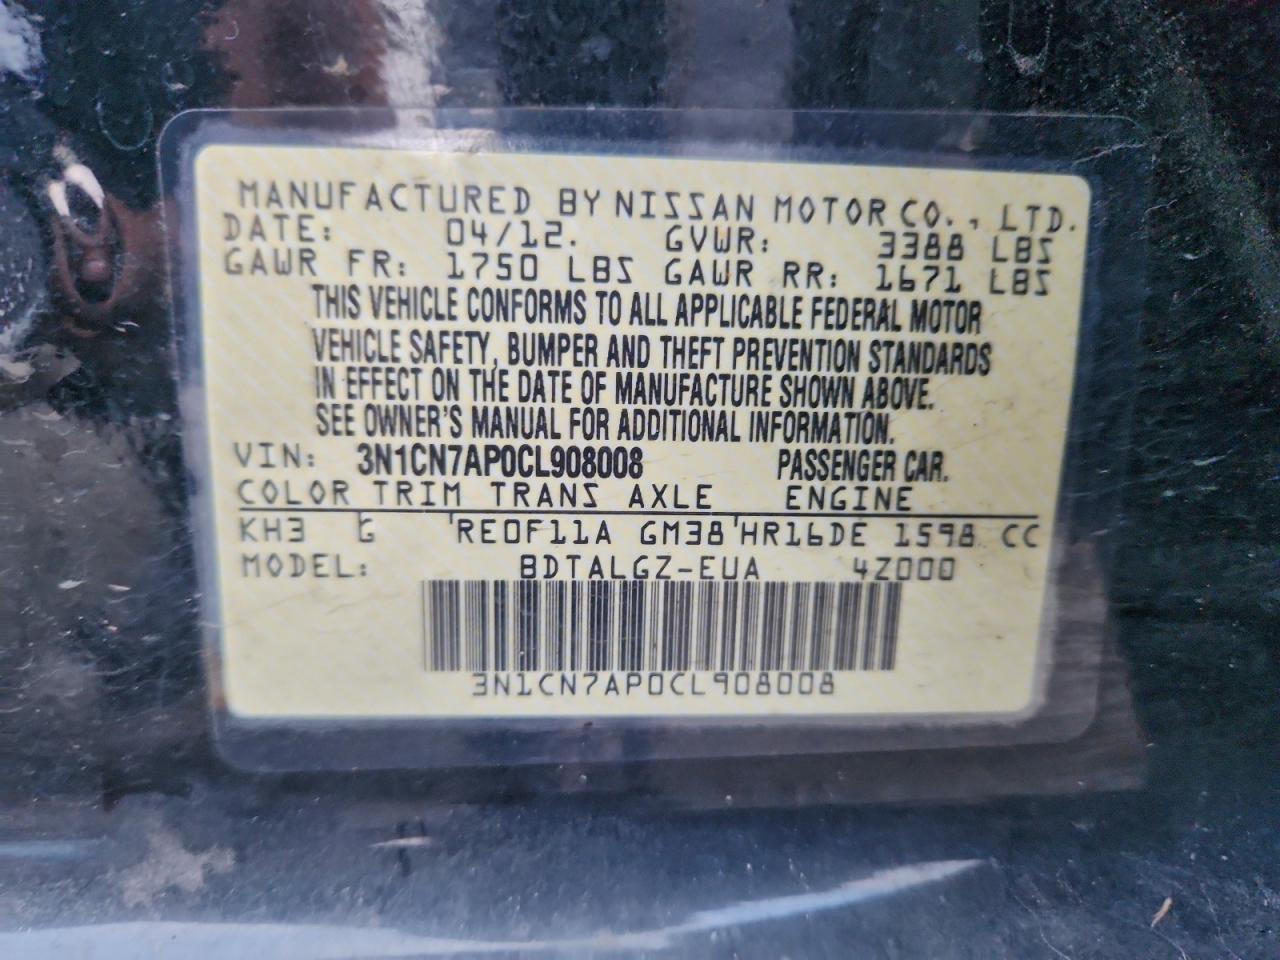 MANUFACTURED BY NISSAN MOTOR CO., LTD.
DATE: 04/12. GVWR: 3388 LBS
GAWR FR: 1750 LBS GAWR RR: 1671 LBS
THIS VEHICLE CONFORMS TO ALL APPLICABLE FEDERAL MOTOR
VEHICLE SAFETY, BUMPER AND THEFT PREVENTION STANDARDS
IN EFFECT ON THE DATE OF MANUFACTURE SHOWN ABOVE.
SEE OWNER'S MANUAL FOR ADDITIONAL INFORMATION.
VIN: 3N1CN7AP0CL908008 PASSENGER CAR.
COLOR TRIM TRANS AXLE ENGINE
KH3 G RE0F11A GM38 HR16DE 1598 CC
MODEL: BDTALGZ-EUA 4Z000
3N1CN7AP0CL908008